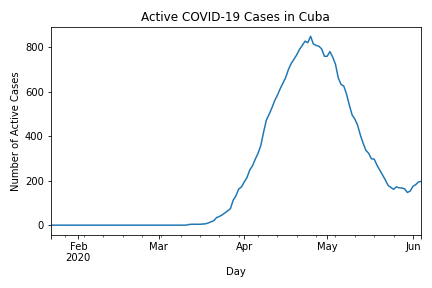 Active COVID-19 Cases in Cuba
Number of Active Cases
800
600
400
200
0
Feb Mar Apr May Jun
2020
Day